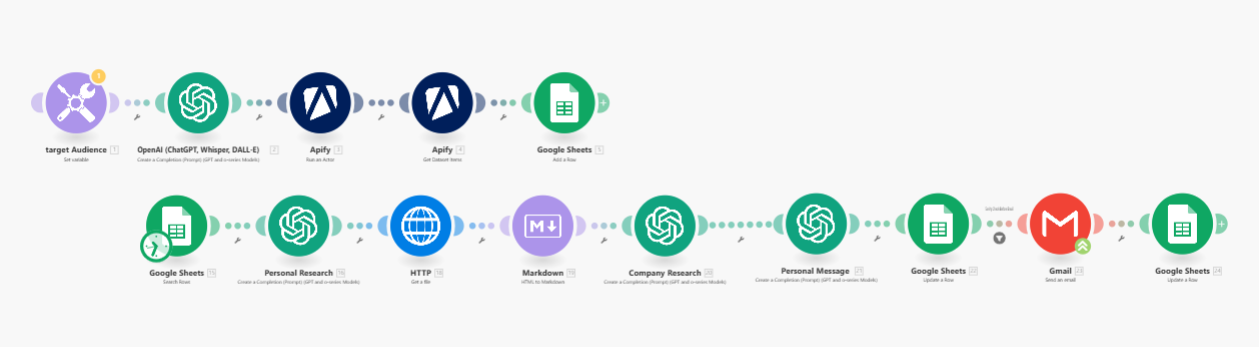 target Audience 1
Set variable
OpenAI (ChatGPT, Whisper, DALL-E) 2
Create a Completion (Prompt) (GPT and o-series Models)
Apify 3
Run an Actor
Apify 4
Get Dataset Items
Google Sheets 5
Add a Row
Google Sheets 15
Search Rows
Personal Research 16
Create a Completion (Prompt) (GPT and o-series Models)
HTTP 18
Get a file
M
Markdown 19
HTML to Markdown
Company Research 20
Create a Completion (Prompt) (GPT and o-series Models)
Personal Message 21
Create a Completion (Prompt) (GPT and o-series Models)
Google Sheets 22
Update a Row
Gmail 23
Send an email
Google Sheets 24
Update a Row